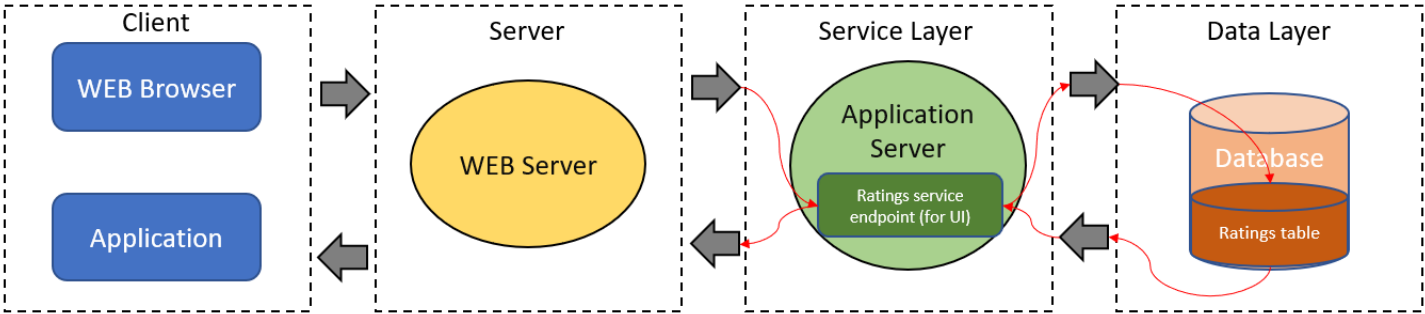 Client
WEB Browser
Application
Server
WEB Server
Service Layer
Application
Server
Ratings service
endpoint (for UI)
Data Layer
Database
Ratings table